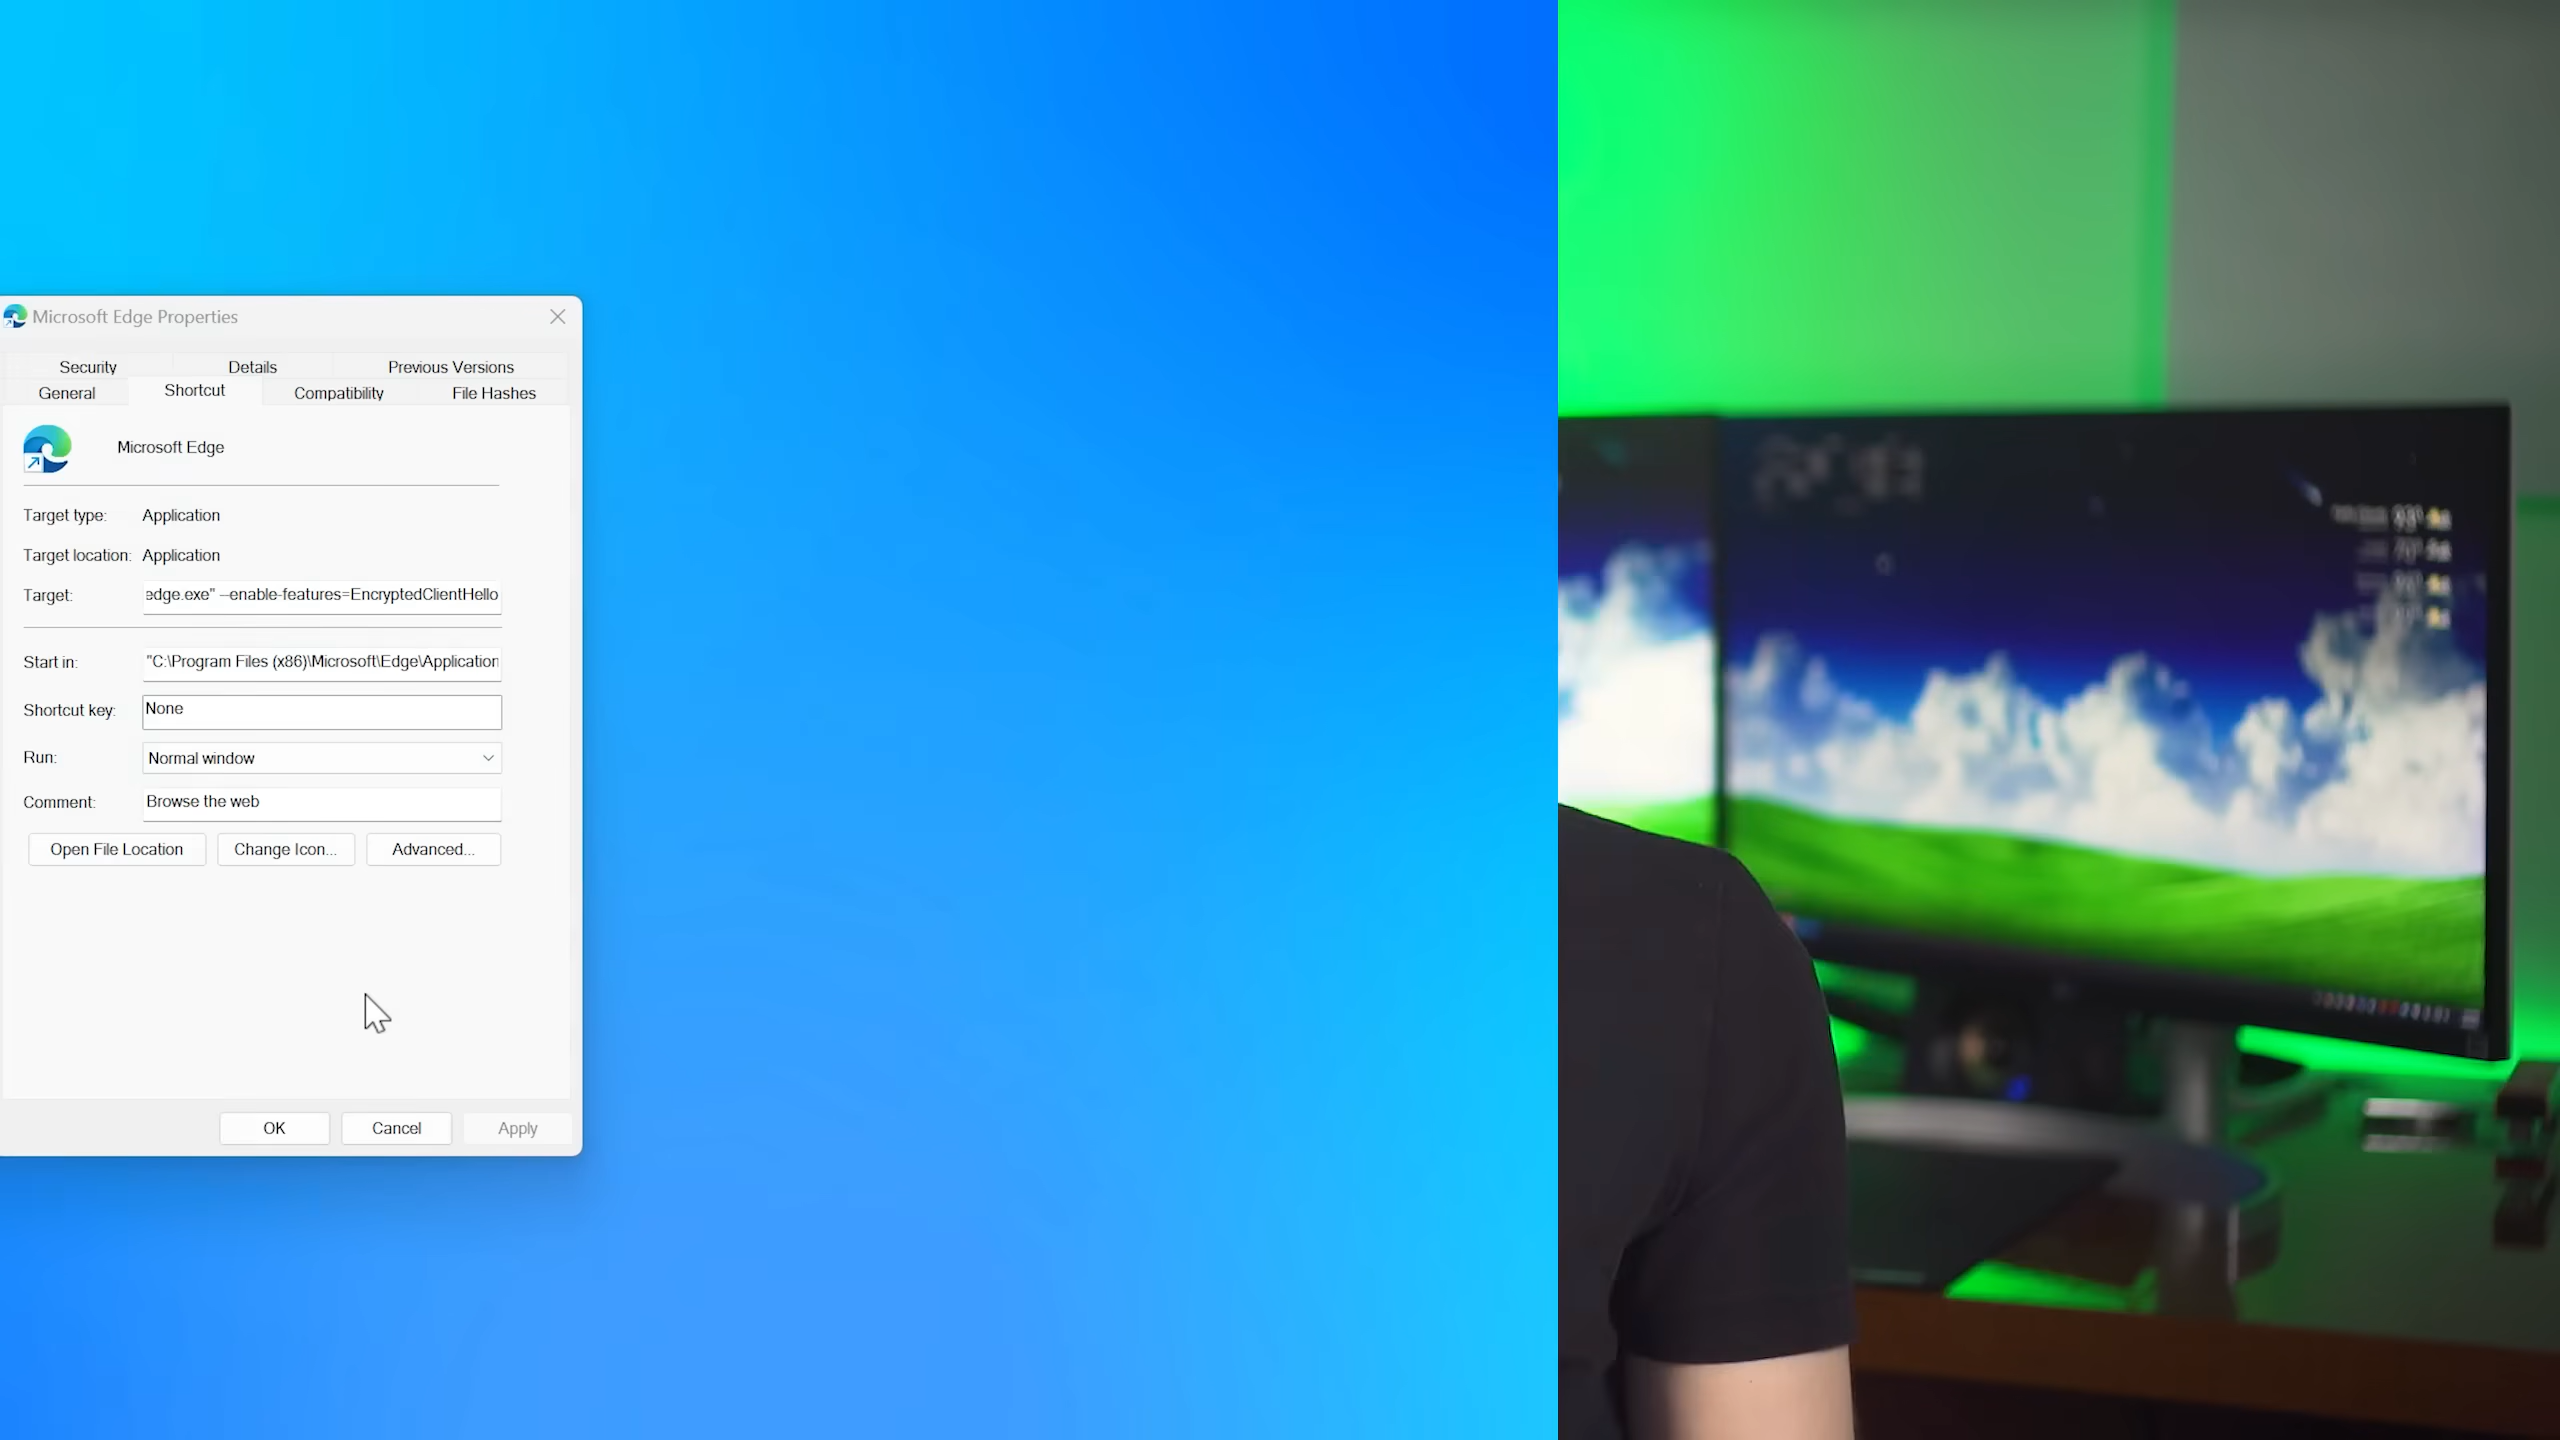 Microsoft Edge Properties
Security Details Previous Versions
General Shortcut Compatibility File Hashes
Microsoft Edge
Target type: Application
Target location: Application
Target: edge.exe" --enable-features=EncryptedClientHello
Start in: "C:\Program Files (x86)\Microsoft\Edge\Application
Shortcut key: None
Run: Normal window
Comment: Browse the web
Open File Location Change Icon... Advanced...
OK Cancel Apply